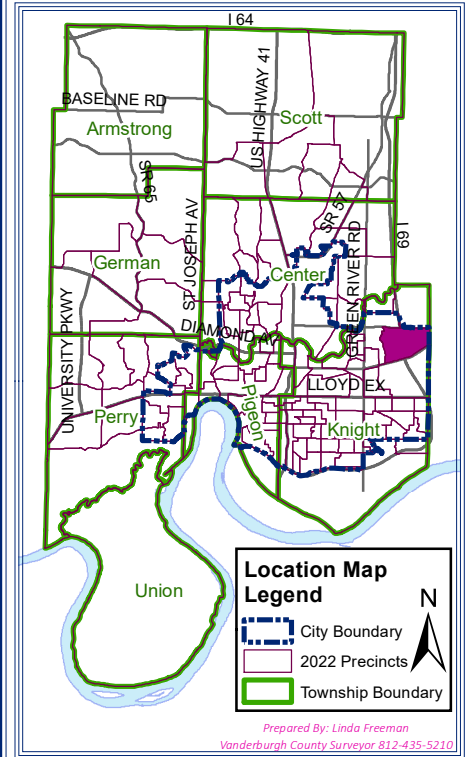 I 64
BASELINE RD
Armstrong
US HIGHWAY 41
Scott
SR 65
ST JOSEPH AV
German
SR 57
Center
GREEN RIVER RD
I 69
UNIVERSITY PKWY
DIAMOND AV
LLOYD EX
Perry
Pigeon
Knight
Union
Location Map
Legend
N
City Boundary
2022 Precincts
Township Boundary
Prepared By: Linda Freeman
Vanderburgh County Surveyor 812-435-5210